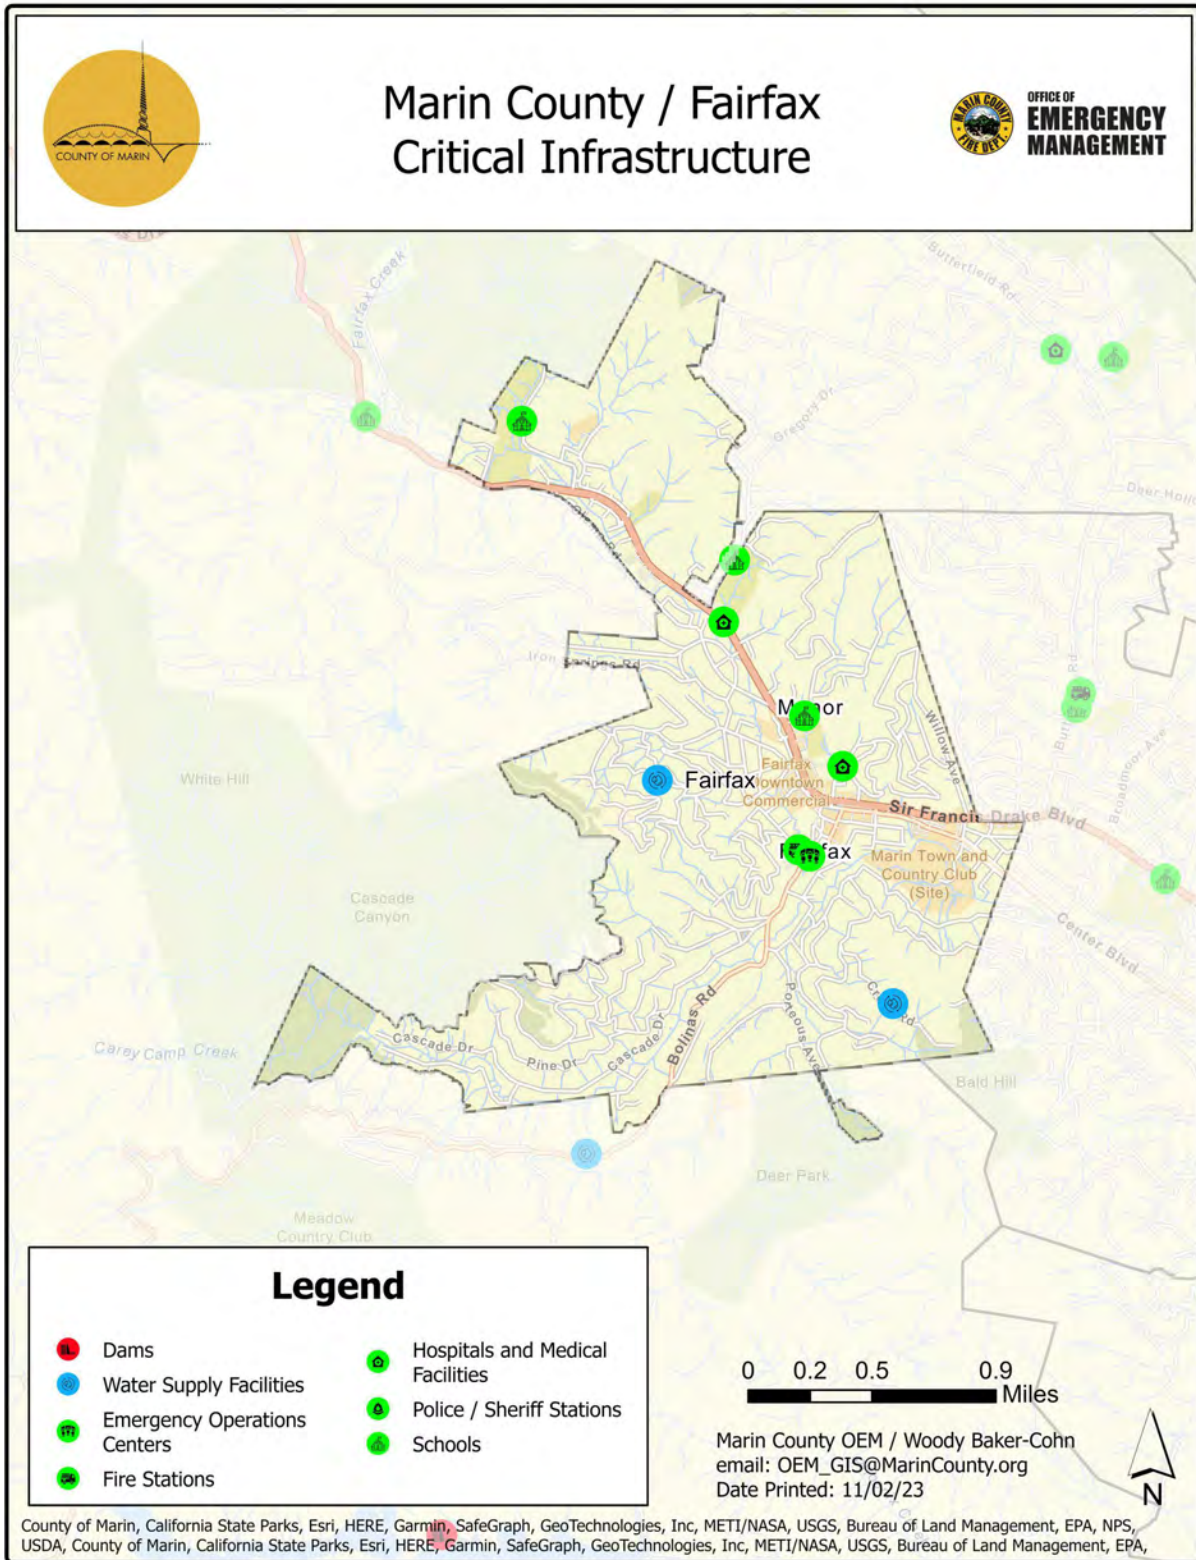 COUNTY OF MARIN
Marin County / Fairfax
Critical Infrastructure
MARIN COUNTY
FIRE DEPT
OFFICE OF
EMERGENCY
MANAGEMENT
Fairfax Creek
Butterfield Rd
Gregory Dr
Deer
Iron Springs Rd
Willow Ave
Broadmoor Ave
White Hill
Fairfax
Fairfax
Downtown
Commercial
Sir Francis Drake Blvd
Marin Town and
Country Club
(Site)
Cascade
Canyon
Center Blvd
Bolinas Rd
Porteous Ave
Rd
Carey Camp Creek
Cascade Dr
Pine Dr
Cascade Dr
Bald Hill
Deer Park
Meadow
Country Club
Legend
Dams
Water Supply Facilities
Emergency Operations
Centers
Fire Stations
Hospitals and Medical
Facilities
Police / Sheriff Stations
Schools
0 0.2 0.5 0.9
Miles
Marin County OEM / Woody Baker-Cohn
email: OEM_GIS@MarinCounty.org
Date Printed: 11/02/23
N
County of Marin, California State Parks, Esri, HERE, Garmin, SafeGraph, GeoTechnologies, Inc, METI/NASA, USGS, Bureau of Land Management, EPA, NPS,
USDA, County of Marin, California State Parks, Esri, HERE, Garmin, SafeGraph, GeoTechnologies, Inc, METI/NASA, USGS, Bureau of Land Management, EPA,